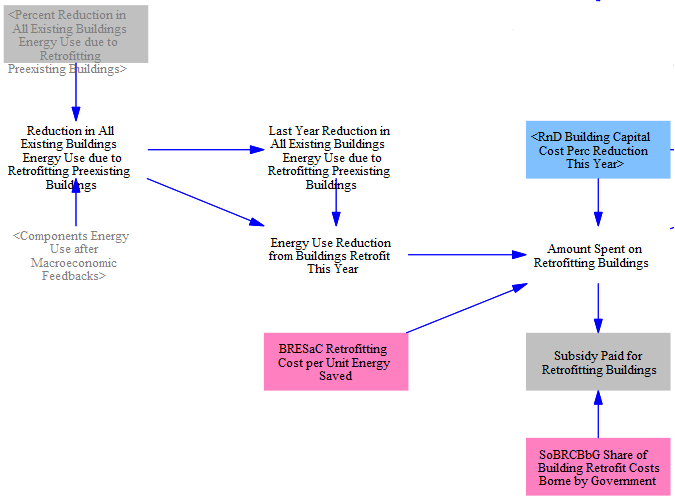 <Percent Reduction in
All Existing Buildings
Energy Use due to
Retrofitting
Preexisting Buildings>
Reduction in All
Existing Buildings
Energy Use due to
Retrofitting Preexisting
Buildings
Last Year Reduction in
All Existing Buildings
Energy Use due to
Retrofitting Preexisting
Buildings
<RnD Building Capital
Cost Perc Reduction
This Year>
<Components Energy
Use after
Macroeconomic
Feedbacks>
Energy Use Reduction
from Buildings Retrofit
This Year
Amount Spent on
Retrofitting Buildings
BRESaC Retrofitting
Cost per Unit Energy
Saved
Subsidy Paid for
Retrofitting Buildings
SoBRCBbG Share of
Building Retrofit Costs
Borne by Government